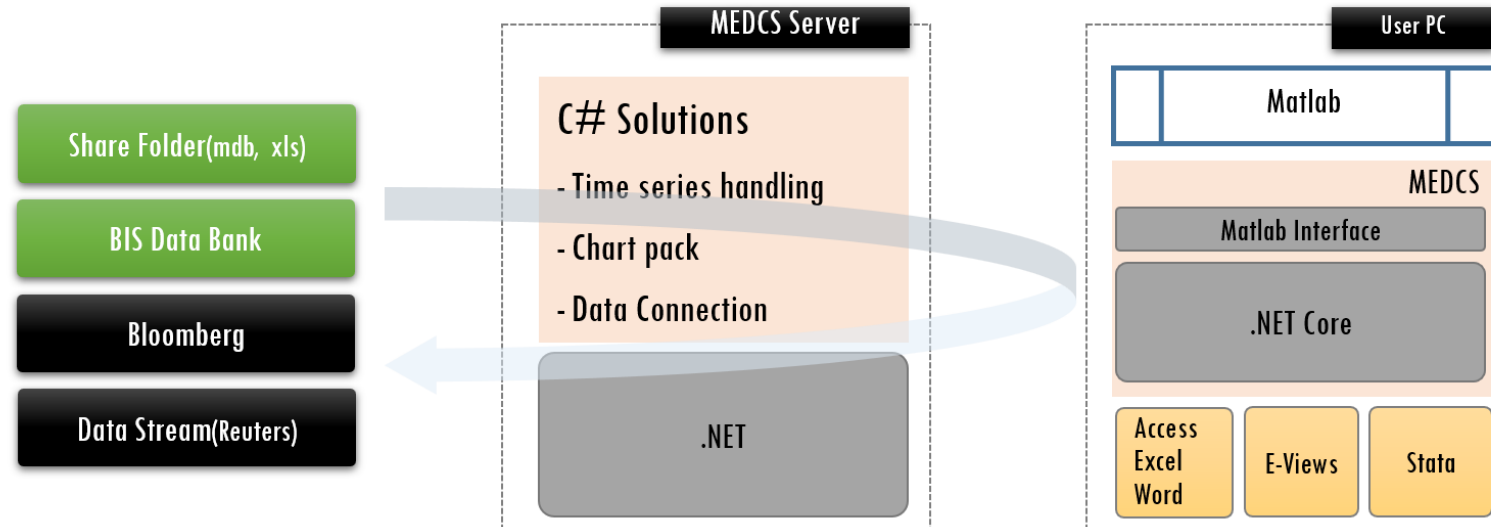 MEDCS Server
User PC
Share Folder(mdb, xls)
BIS Data Bank
Bloomberg
Data Stream(Reuters)
C# Solutions
- Time series handling
- Chart pack
- Data Connection
.NET
Matlab
MEDCS
Matlab Interface
.NET Core
Access
Excel
Word
E-Views
Stata